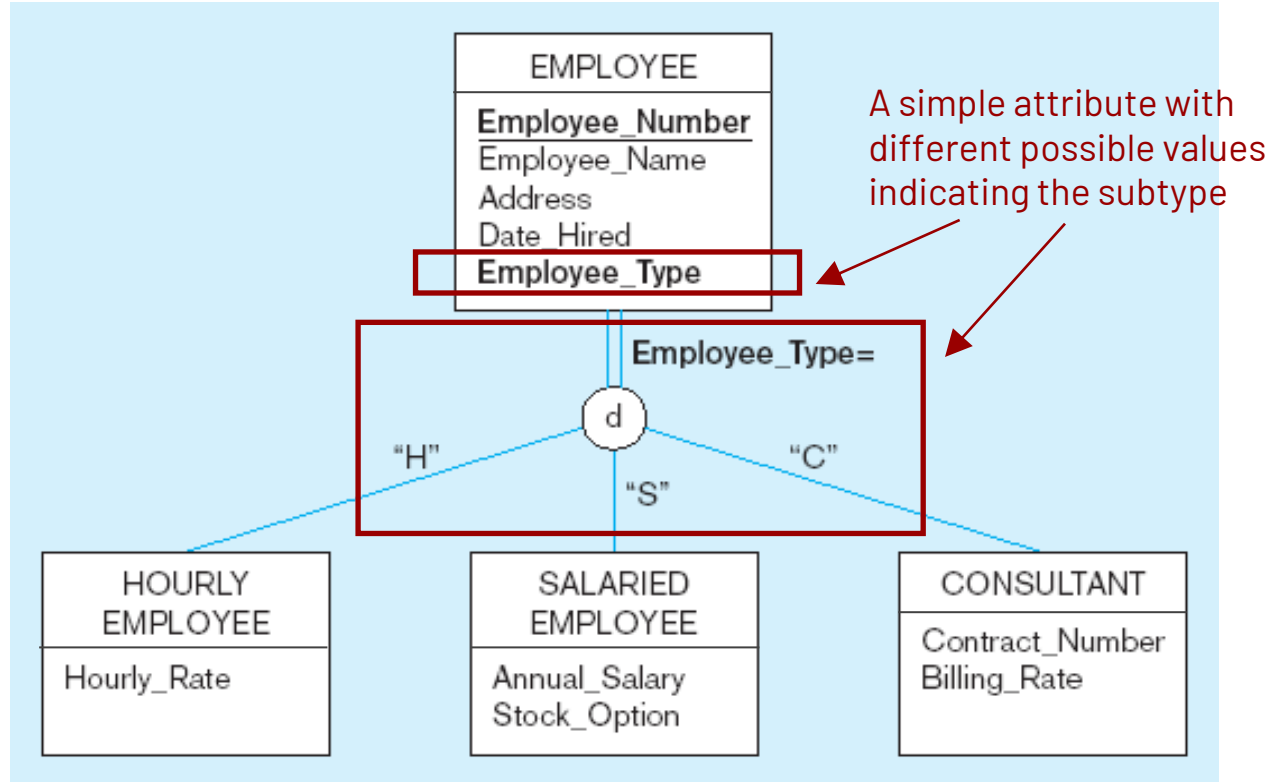 EMPLOYEE
Employee_Number
Employee_Name
Address
Date_Hired
Employee_Type
A simple attribute with
different possible values
indicating the subtype
Employee_Type=
d
“H”
“S”
“C”
HOURLY
EMPLOYEE
Hourly_Rate
SALARIED
EMPLOYEE
Annual_Salary
Stock_Option
CONSULTANT
Contract_Number
Billing_Rate